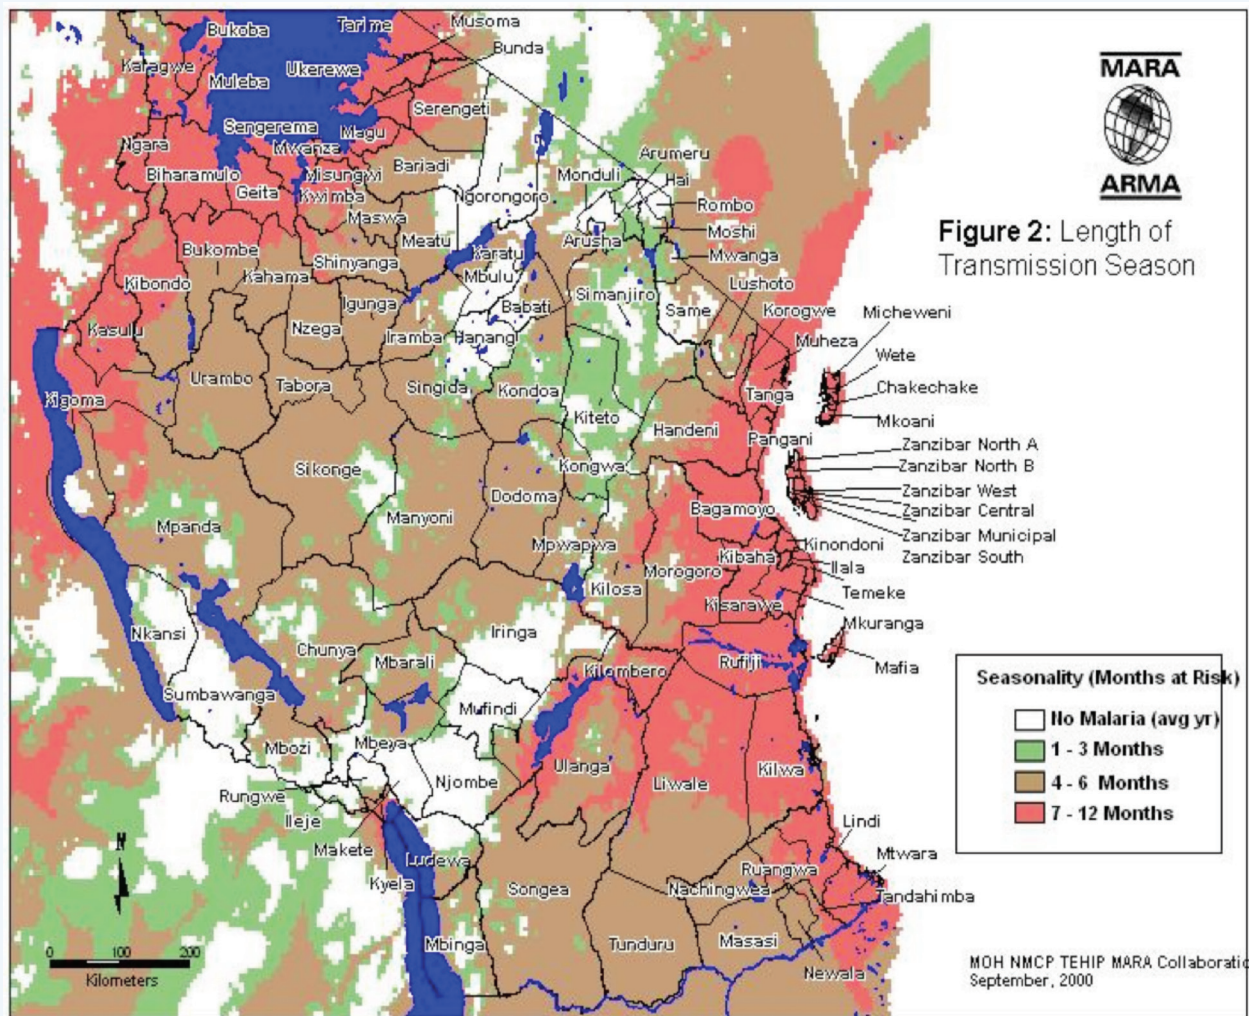 Bukoba
Tarime
Musoma
Bunda
Karagwe
Muleba
Ukerewe
Serengeti
Sengerema
Magu
Mwanza
Ngara
Biharamulo
Geita
Misungwi
Kwimba
Bariadi
Ngorongoro
Monduli
Arumeru
Hai
Rombo
Moshi
Mwanga
Arusha
Maswa
Meatu
Karatu
Mbulu
Babati
Simanjiro
Same
Lushoto
Korogwe
Muheza
Bukombe
Kahama
Shinyanga
Kibondo
Igunga
Nzega
Iramba
Hanang
Kasulu
Kigoma
Urambo
Tabora
Singida
Kondoa
Kiteto
Handeni
Tanga
Pangani
Micheweni
Wete
Chakechake
Mkoani
Zanzibar North A
Zanzibar North B
Zanzibar West
Zanzibar Central
Zanzibar Municipal
Zanzibar South
Sikonge
Manyoni
Dodoma
Kongwa
Mpwapwa
Mpanda
Bagamoyo
Kinondoni
Kibaha
Ilala
Temeke
Morogoro
Kilosa
Kisarawe
Mkuranga
Mafia
Rufiji
Nkansi
Chunya
Mbarali
Iringa
Kilombero
Sumbawanga
Mufindi
Mbozi
Mbeya
Njombe
Ulanga
Liwale
Kilwa
Rungwe
Ileje
Makete
Kyela
Ludewa
Songea
Ruangwa
Lindi
Mtwara
Tandahimba
Nachingwea
Mbinga
Tunduru
Masasi
Newala
MARA
ARMA
Figure 2: Length of
Transmission Season
Seasonality (Months at Risk)
No Malaria (avg yr)
1 - 3 Months
4 - 6 Months
7 - 12 Months
N
0 100 200
Kilometers
MOH NMCP TEHIP MARA Collaboratio
September, 2000